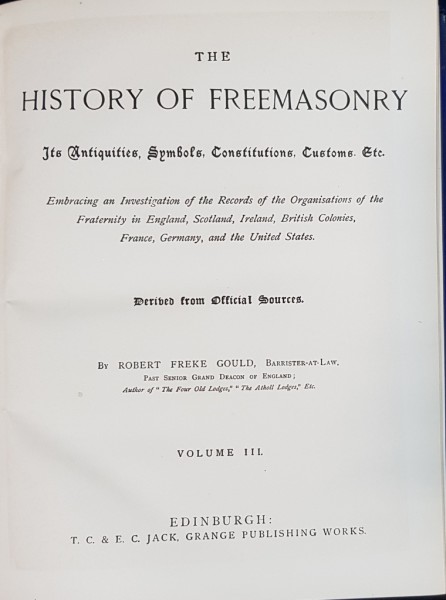 THE
HISTORY OF FREEMASONRY
Its Antiquities, Symbols, Constitutions, Customs, Etc.
Embracing an Investigation of the Records of the Organisations of the
Fraternity in England, Scotland, Ireland, British Colonies,
France, Germany, and the United States.
Derived from Official Sources.
BY ROBERT FREKE GOULD, BARRISTER-AT-LAW,
PAST SENIOR GRAND DEACON OF ENGLAND;
Author of "The Four Old Lodges," "The Atholl Lodges," Etc.
VOLUME III.
EDINBURGH:
T. C. & E. C. JACK, GRANGE PUBLISHING WORKS.